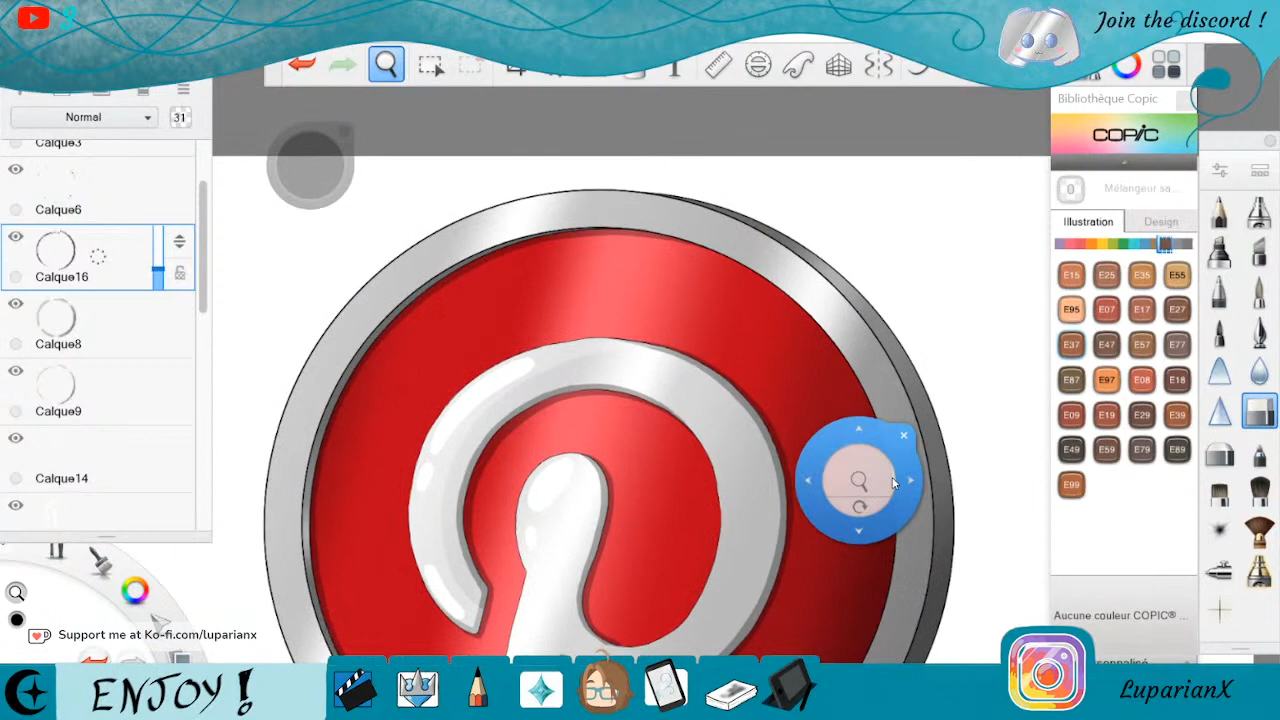 Join the discord !
Normal
31
Calque3
Calque6
Calque16
Calque8
Calque9
Calque14
Support me at Ko-fi.com/luparianx
Bibliothèque Copic
COPIC
0
Mélangeur sa...
Illustration
Design
E15 E25 E35 E55
E95 E07 E17 E27
E37 E47 E57 E77
E87 E97 E08 E18
E09 E19 E29 E39
E49 E59 E79 E89
E99
Aucune couleur COPIC® ...
ENJOY !
LuparianX